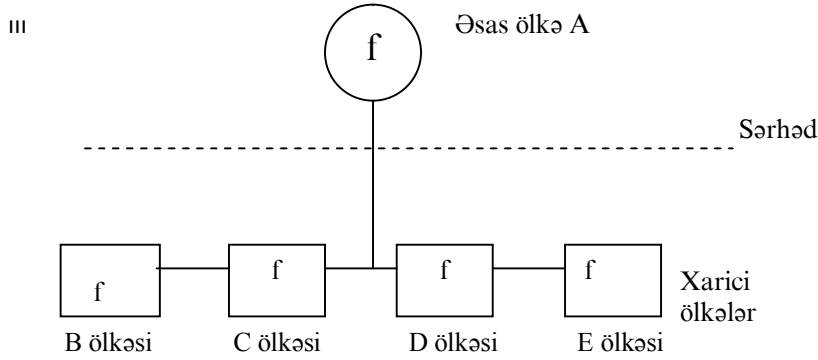 III
Əsas ölkə A
f
Sərhəd
f
f
f
f
Xarici
ölkələr
B ölkəsi
C ölkəsi
D ölkəsi
E ölkəsi